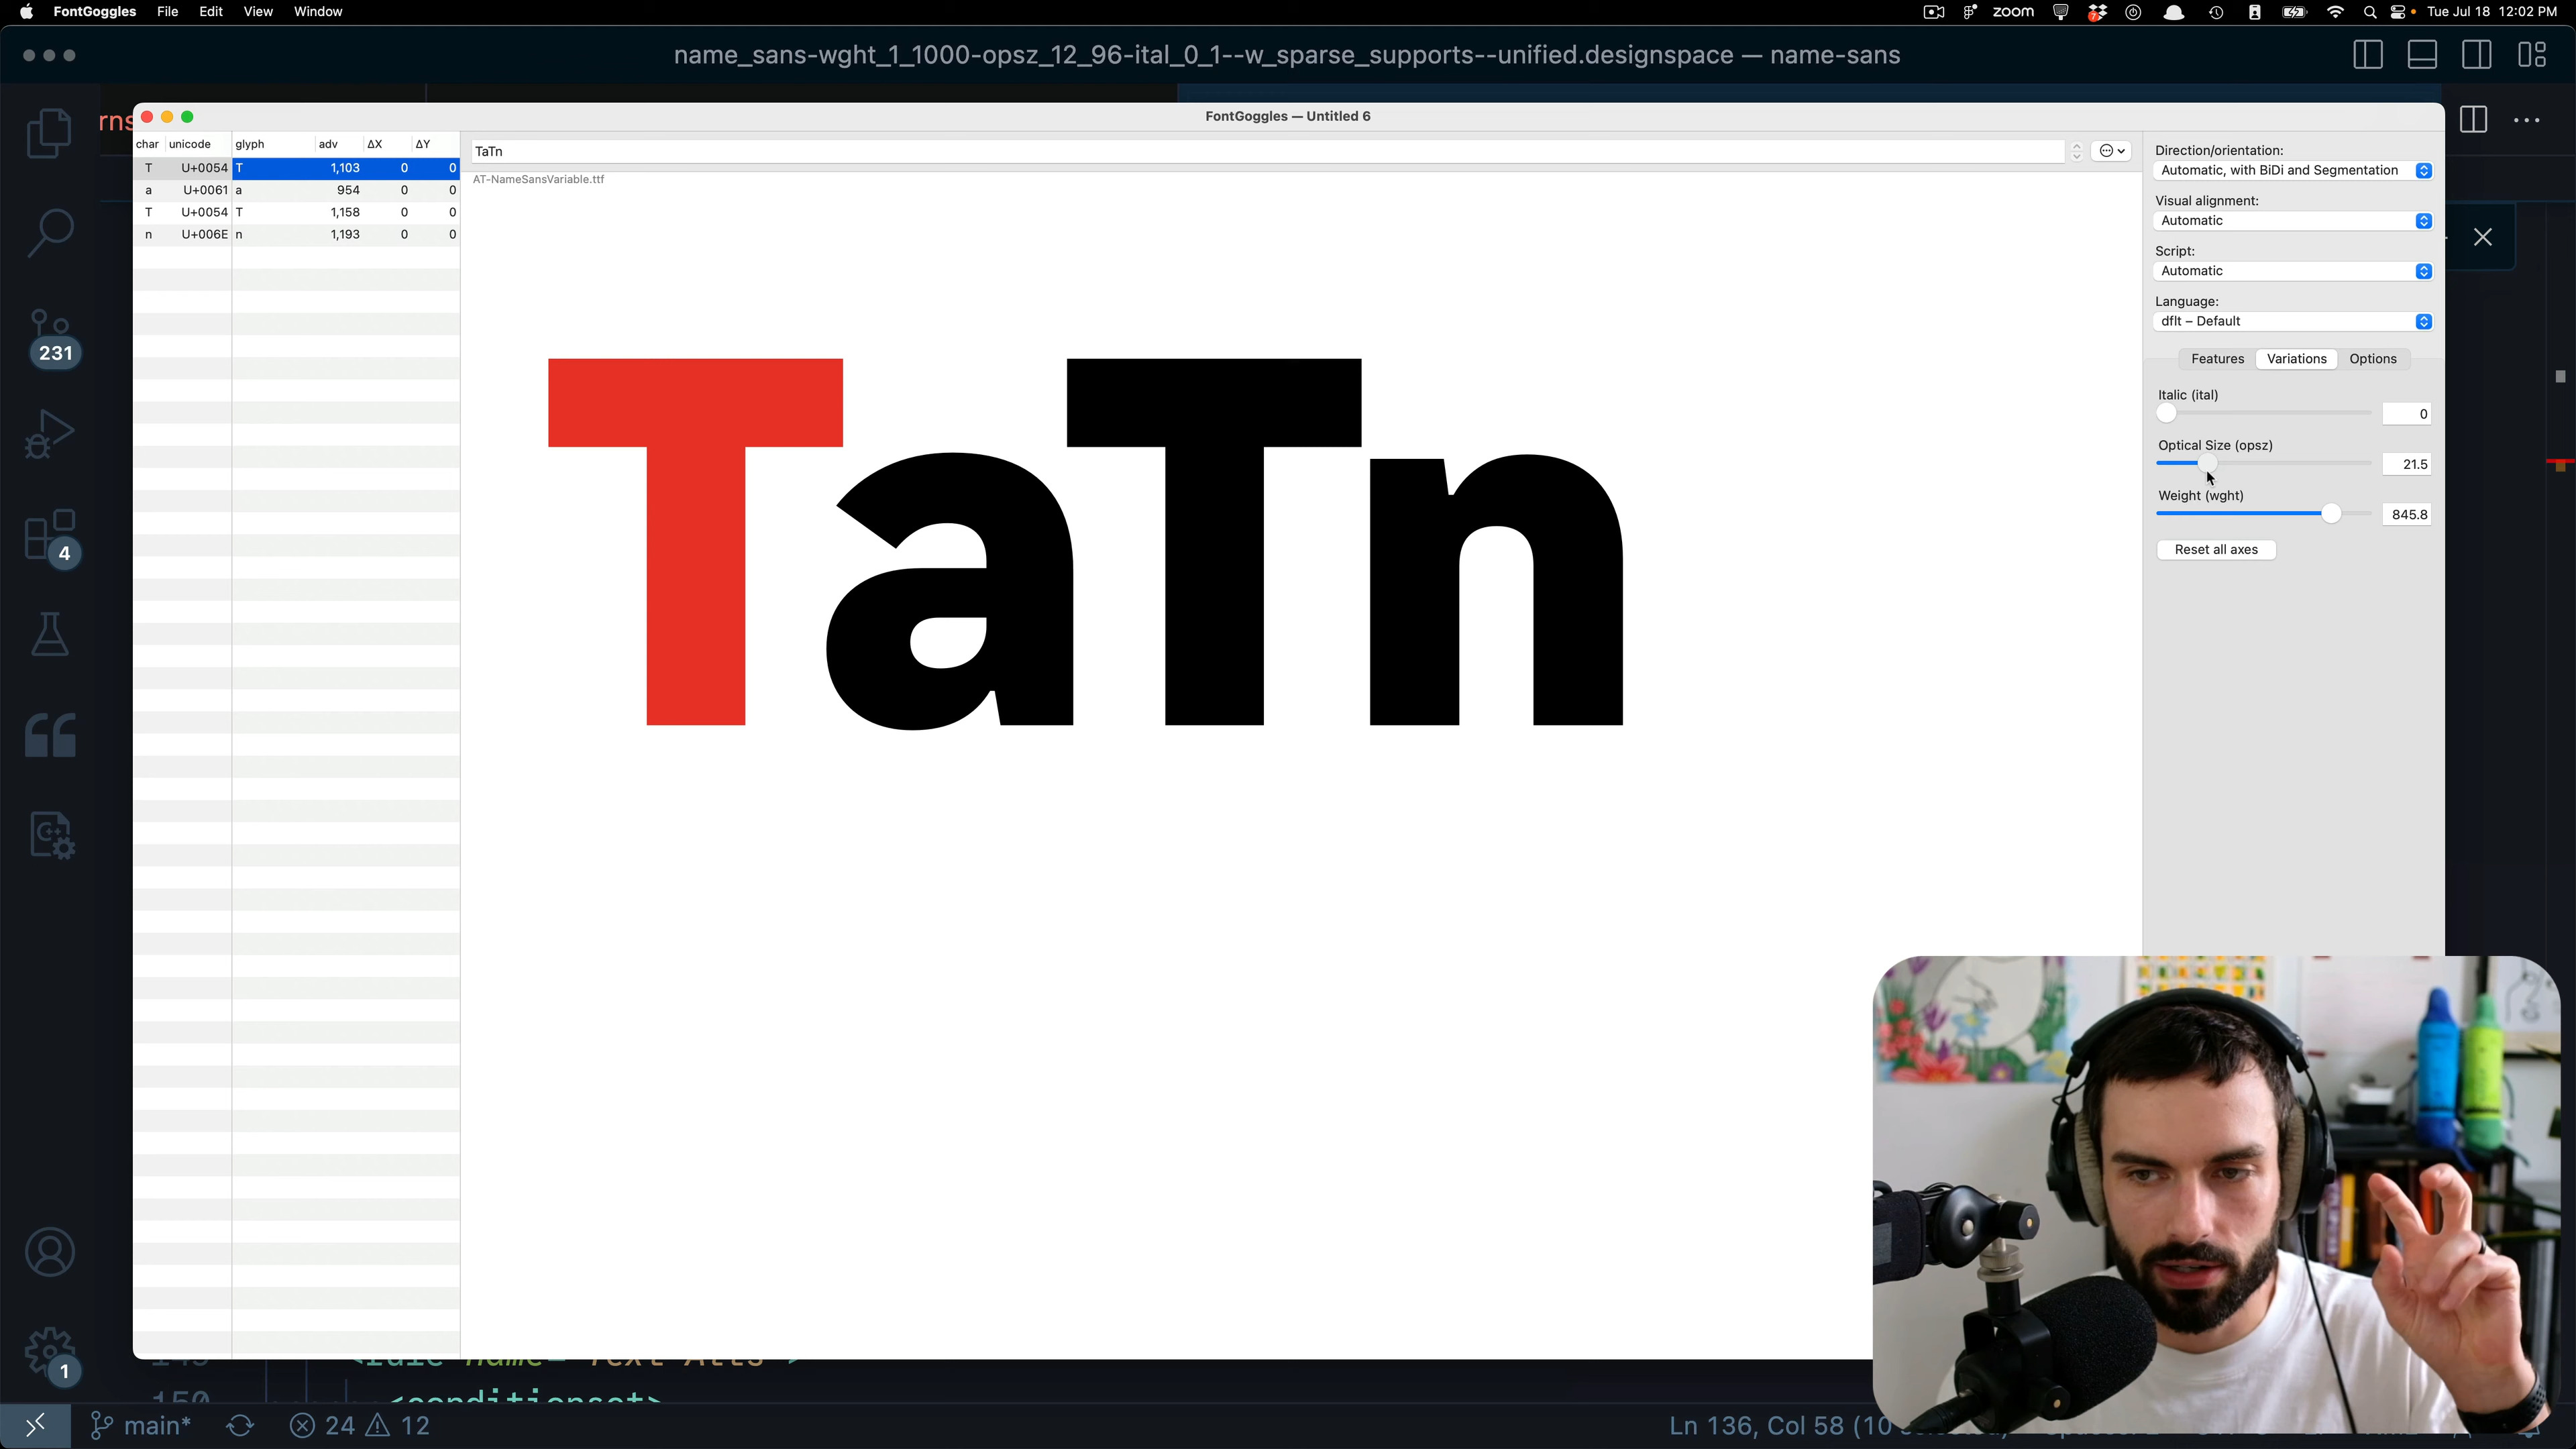 FontGoggles File Edit View Window
zoom
Tue Jul 18 12:02 PM
name_sans-wght_1_1000-opsz_12_96-ital_0_1--w_sparse_supports--unified.designspace — name-sans
FontGoggles — Untitled 6
char unicode glyph adv ΔX ΔY
T U+0054 T 1,103 0 0
a U+0061 a 954 0 0
T U+0054 T 1,158 0 0
n U+006E n 1,193 0 0
TaTn
AT-NameSansVariable.ttf
TaTn
Direction/orientation:
Automatic, with BiDi and Segmentation
Visual alignment:
Automatic
Script:
Automatic
Language:
dflt – Default
Features Variations Options
Italic (ital)
0
Optical Size (opsz)
21.5
Weight (wght)
845.8
Reset all axes
231
4
1
150 <conditionset>
main* 24 12
Ln 136, Col 58 (10